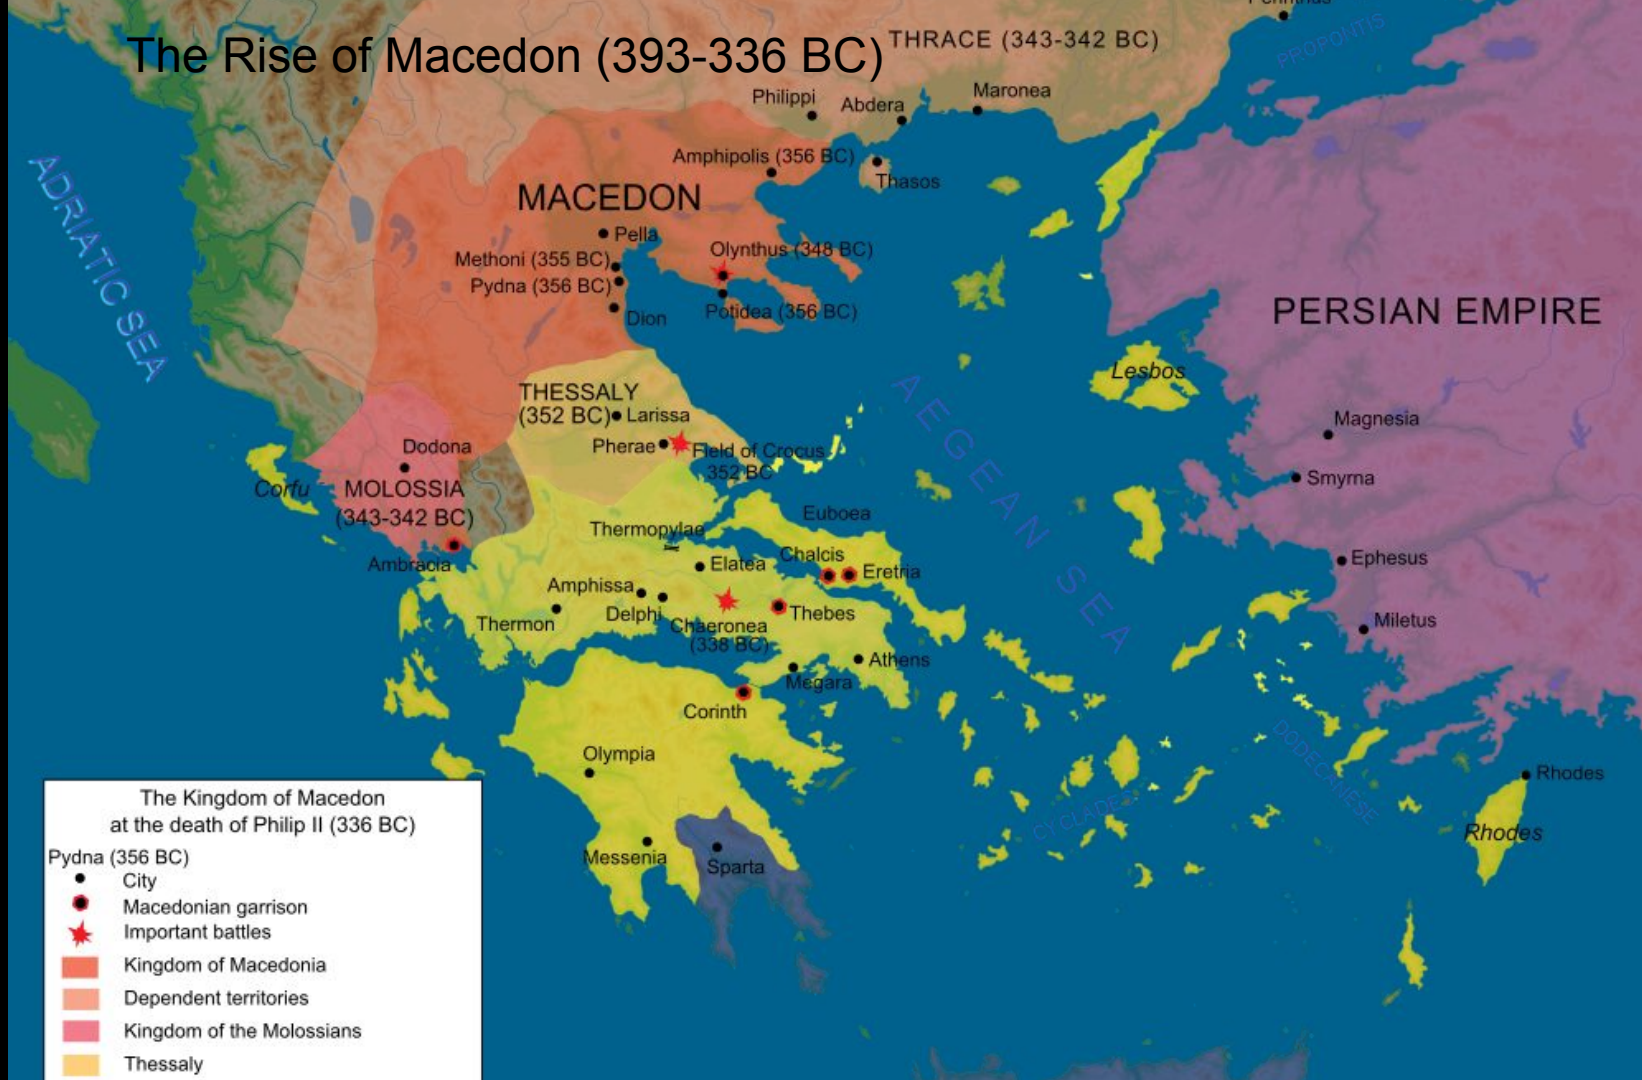 The Rise of Macedon (393-336 BC)
THRACE (343-342 BC)
PROPONTIS
Philippi
Abdera
Maronea
Amphipolis (356 BC)
Thasos
ADRIATIC SEA
MACEDON
Pella
Olynthus (348 BC)
Methoni (355 BC)
Pydna (356 BC)
Potidea (356 BC)
Dion
PERSIAN EMPIRE
Lesbos
THESSALY
(352 BC)
Larissa
Pherae
Field of Crocus
352 BC
AEGEAN SEA
Magnesia
Smyrna
Dodona
Corfu
MOLOSSIA
(343-342 BC)
Ambracia
Thermopylae
Euboea
Elatea
Chalcis
Eretria
Ephesus
Amphissa
Delphi
Thermon
Chaeronea
(338 BC)
Thebes
Miletus
Athens
Megara
Corinth
Olympia
DODECANESE
CYCLADES
Rhodes
Rhodes
Messenia
Sparta
The Kingdom of Macedon
at the death of Philip II (336 BC)
Pydna (356 BC)
City
Macedonian garrison
Important battles
Kingdom of Macedonia
Dependent territories
Kingdom of the Molossians
Thessaly